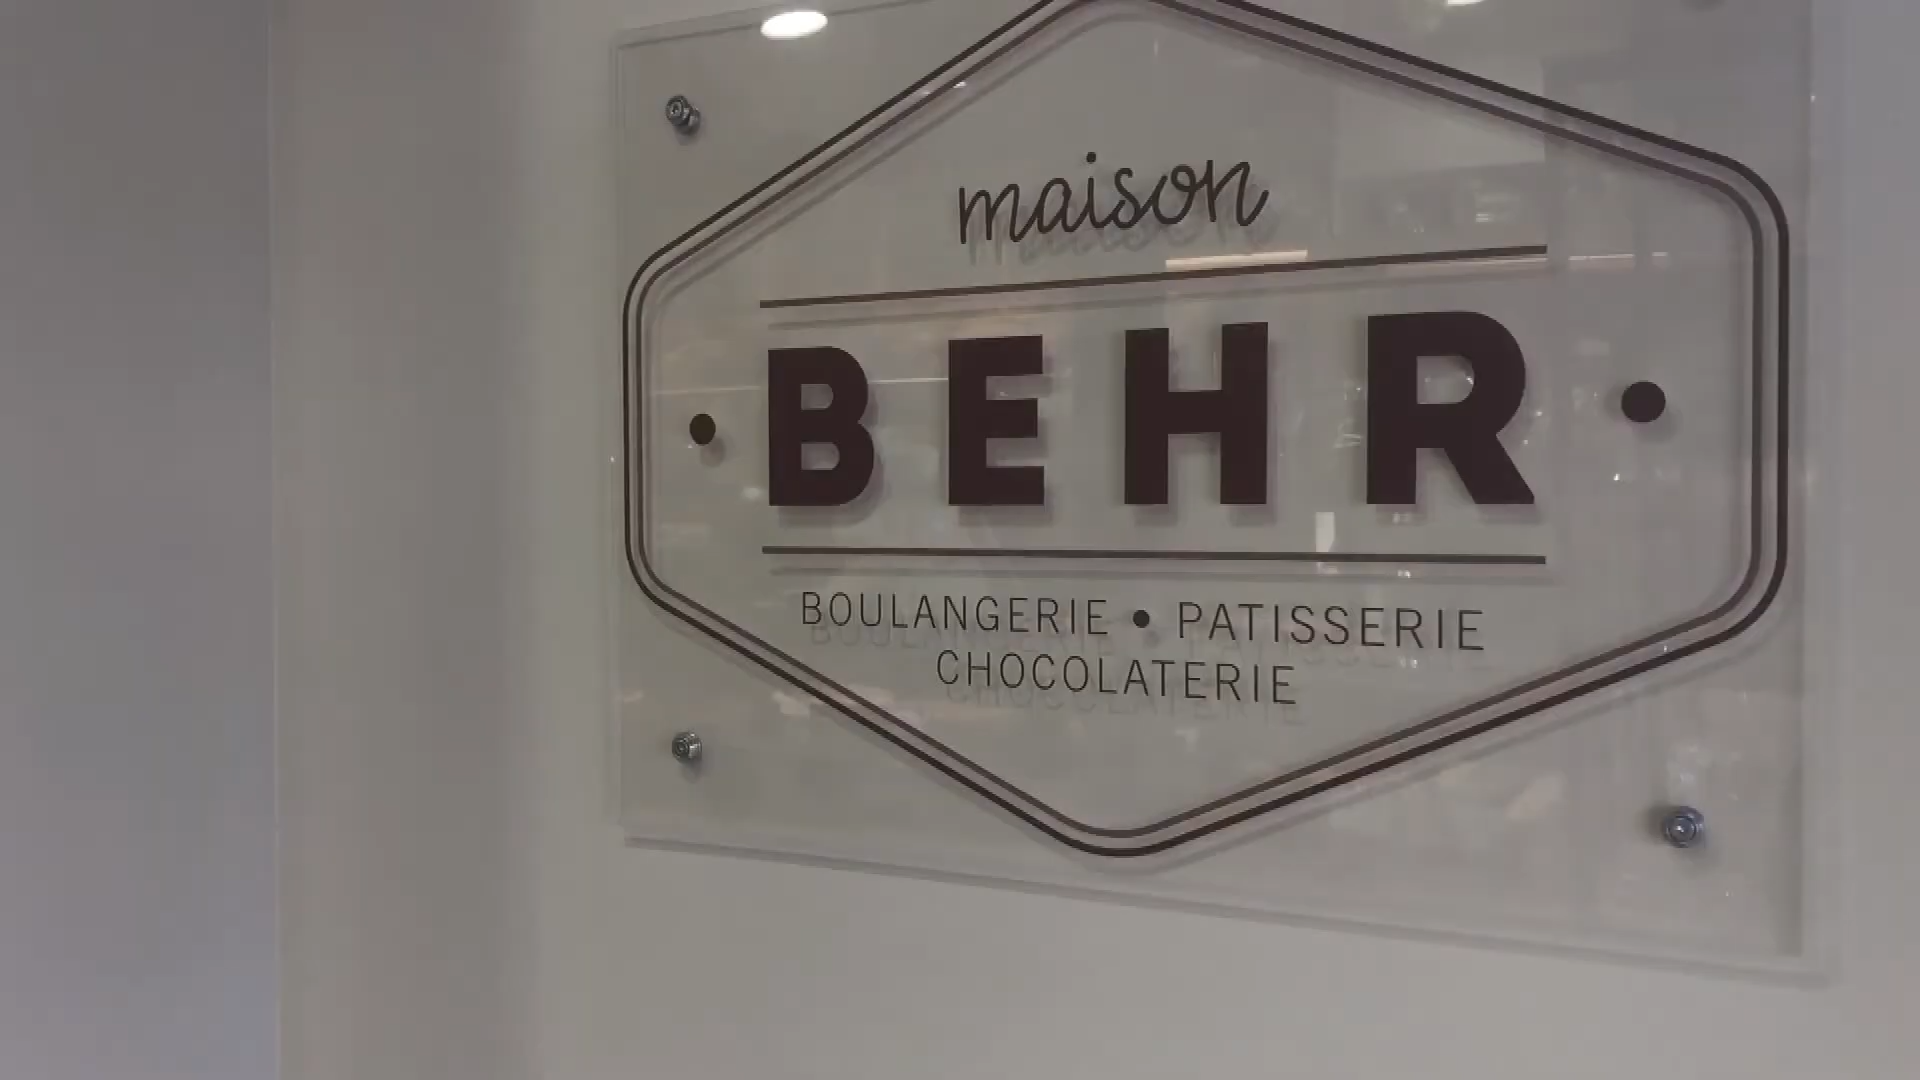 maison
• BEHR •
BOULANGERIE • PATISSERIE
CHOCOLATERIE